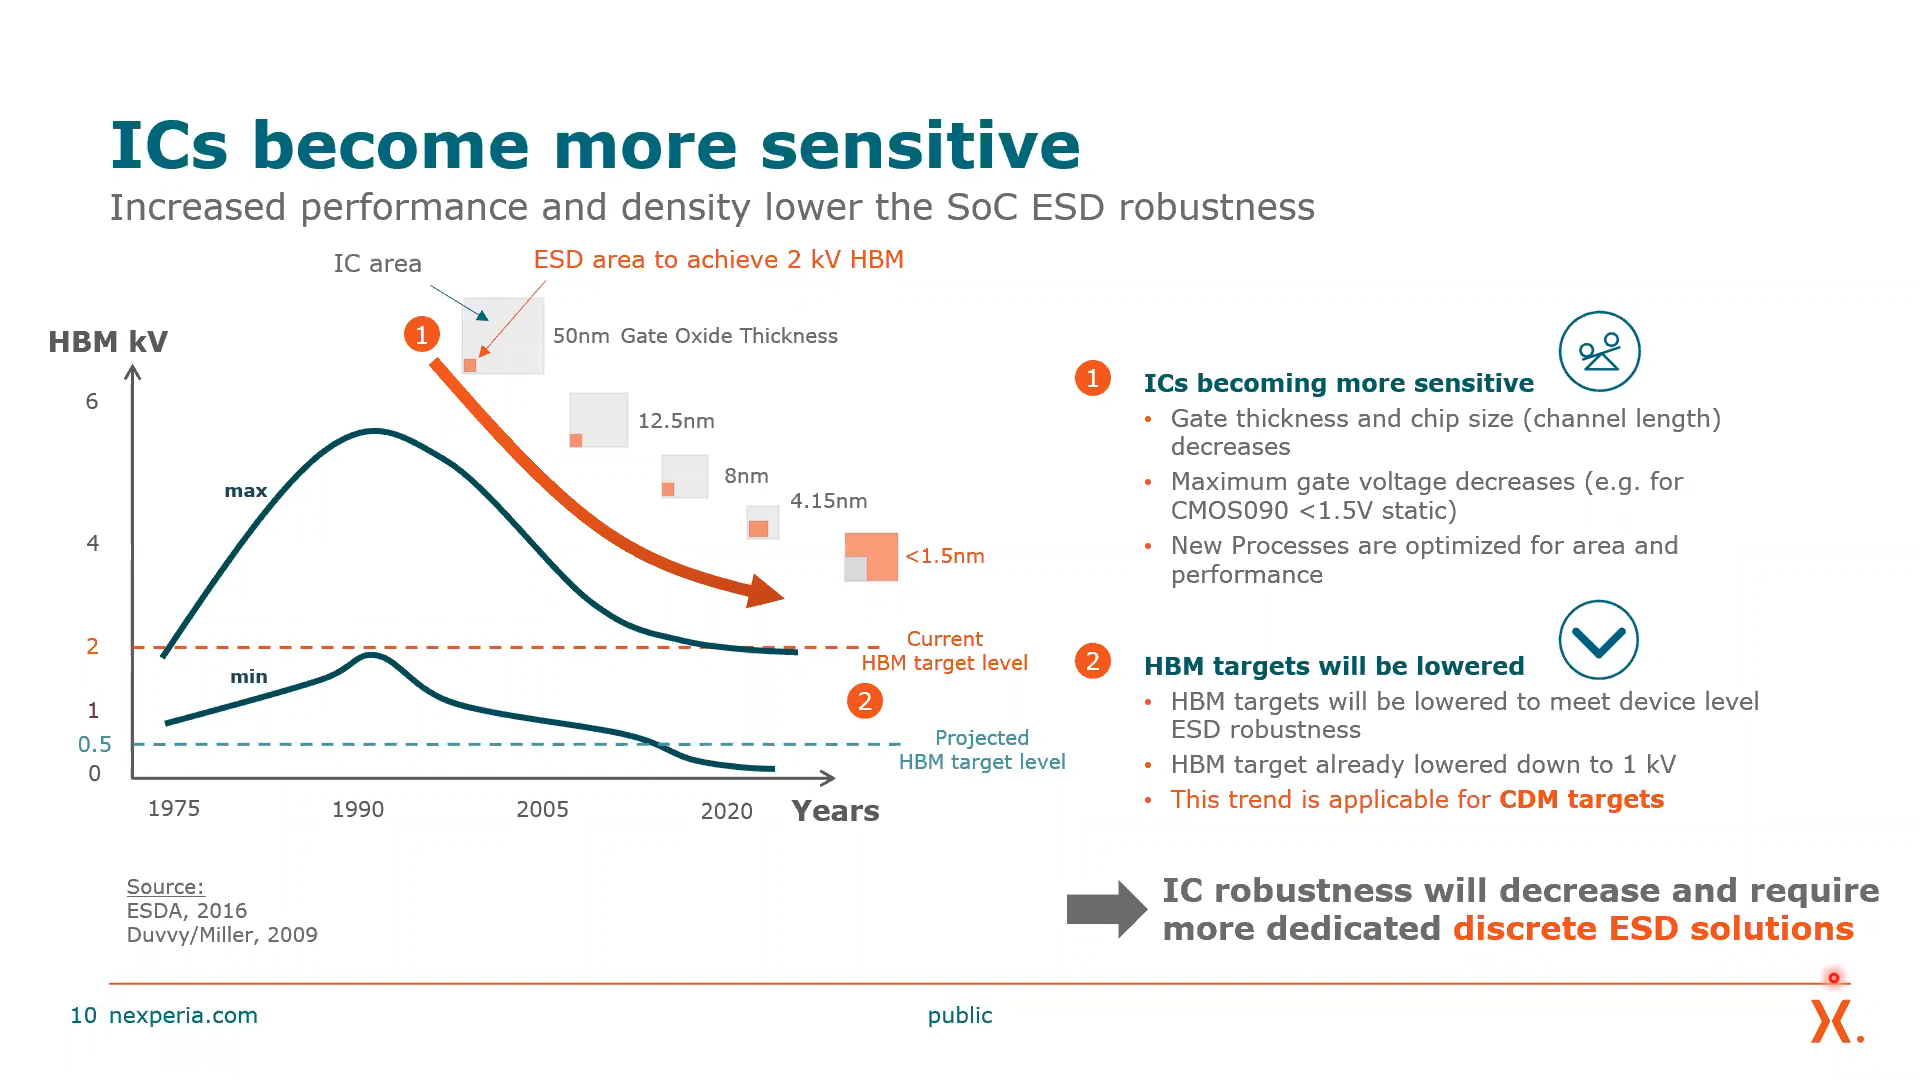 ICs become more sensitive
Increased performance and density lower the SoC ESD robustness
IC area
ESD area to achieve 2 kV HBM
HBM kV
1
50nm Gate Oxide Thickness
12.5nm
8nm
4.15nm
<1.5nm
6
4
2
1
0.5
0
max
min
Current
HBM target level
2
Projected
HBM target level
1975
1990
2005
2020
Years
Source:
ESDA, 2016
Duvvy/Miller, 2009
1
ICs becoming more sensitive
• Gate thickness and chip size (channel length)
decreases
• Maximum gate voltage decreases (e.g. for
CMOS090 <1.5V static)
• New Processes are optimized for area and
performance
2
HBM targets will be lowered
• HBM targets will be lowered to meet device level
ESD robustness
• HBM target already lowered down to 1 kV
• This trend is applicable for CDM targets
IC robustness will decrease and require
more dedicated discrete ESD solutions
10 nexperia.com
public